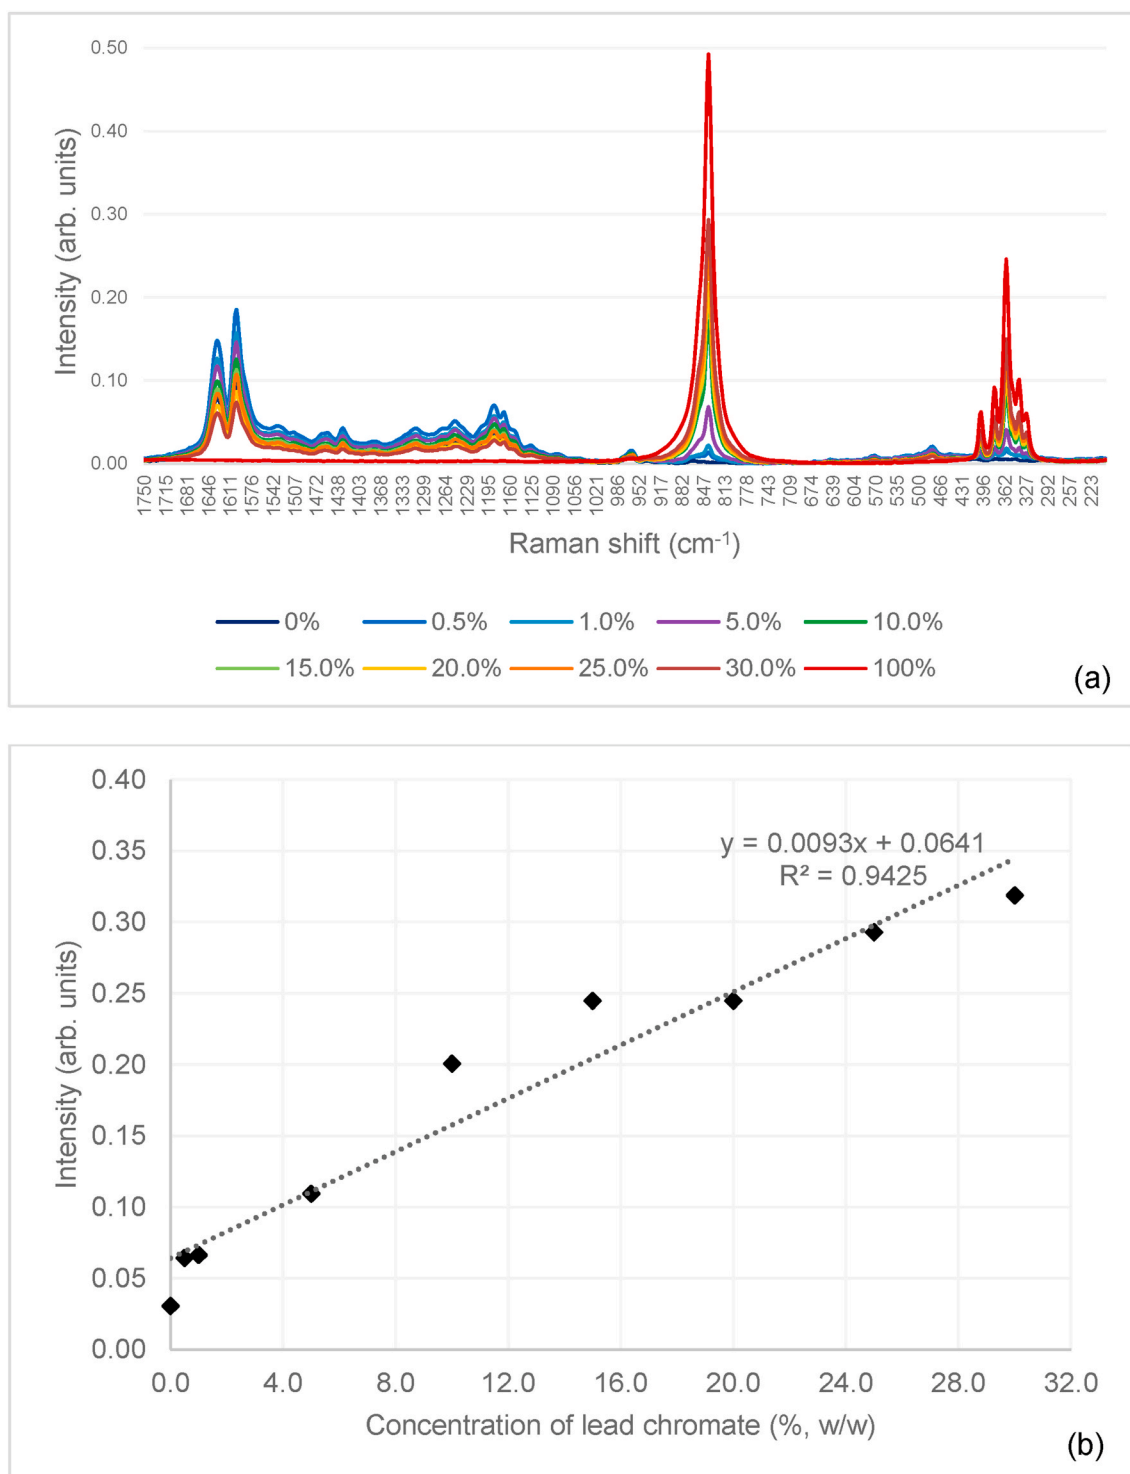 0.50
0.40
0.30
0.20
0.10
0.00
Intensity (arb. units)
1750 1715 1681 1646 1611 1576 1542 1507 1472 1438 1403 1368 1333 1299 1264 1229 1195 1160 1125 1090 1056 1021 986 952 917 882 847 813 778 743 709 674 639 604 570 535 500 466 431 396 362 327 292 257 223
Raman shift (cm⁻¹)
0% 0.5% 1.0% 5.0% 10.0%
15.0% 20.0% 25.0% 30.0% 100%
(a)
0.40
0.35
0.30
0.25
0.20
0.15
0.10
0.05
0.00
Intensity (arb. units)
y = 0.0093x + 0.0641
R² = 0.9425
0.0 4.0 8.0 12.0 16.0 20.0 24.0 28.0 32.0
Concentration of lead chromate (%, w/w)
(b)